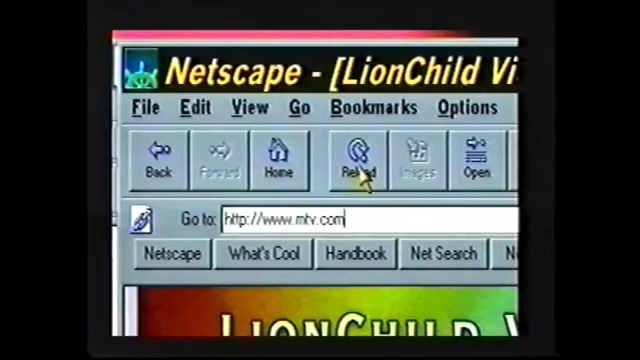 Netscape - [LionChild Vi
File Edit View Go Bookmarks Options
Back Forward Home Reload Images Open
Go to: http://www.mtv.com
Netscape What's Cool Handbook Net Search N
LIONCHILD V